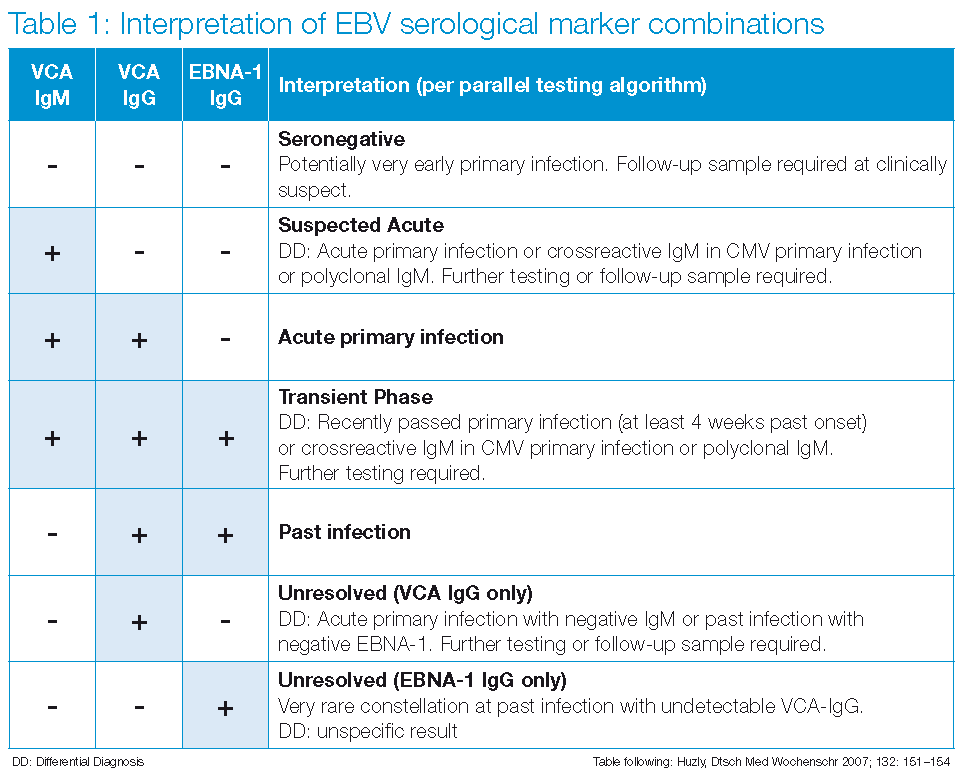 Table 1: Interpretation of EBV serological marker combinations
VCA IgM VCA IgG EBNA-1 IgG Interpretation (per parallel testing algorithm)
- - - Seronegative
Potentially very early primary infection. Follow-up sample required at clinically
suspect.
+ - - Suspected Acute
DD: Acute primary infection or crossreactive IgM in CMV primary infection
or polyclonal IgM. Further testing or follow-up sample required.
+ + - Acute primary infection
+ + + Transient Phase
DD: Recently passed primary infection (at least 4 weeks past onset)
or crossreactive IgM in CMV primary infection or polyclonal IgM.
Further testing required.
- + + Past infection
- + - Unresolved (VCA IgG only)
DD: Acute primary infection with negative IgM or past infection with
negative EBNA-1. Further testing or follow-up sample required.
- - + Unresolved (EBNA-1 IgG only)
Very rare constellation at past infection with undetectable VCA-IgG.
DD: unspecific result
DD: Differential Diagnosis
Table following: Huzly, Dtsch Med Wochenschr 2007; 132: 151–154